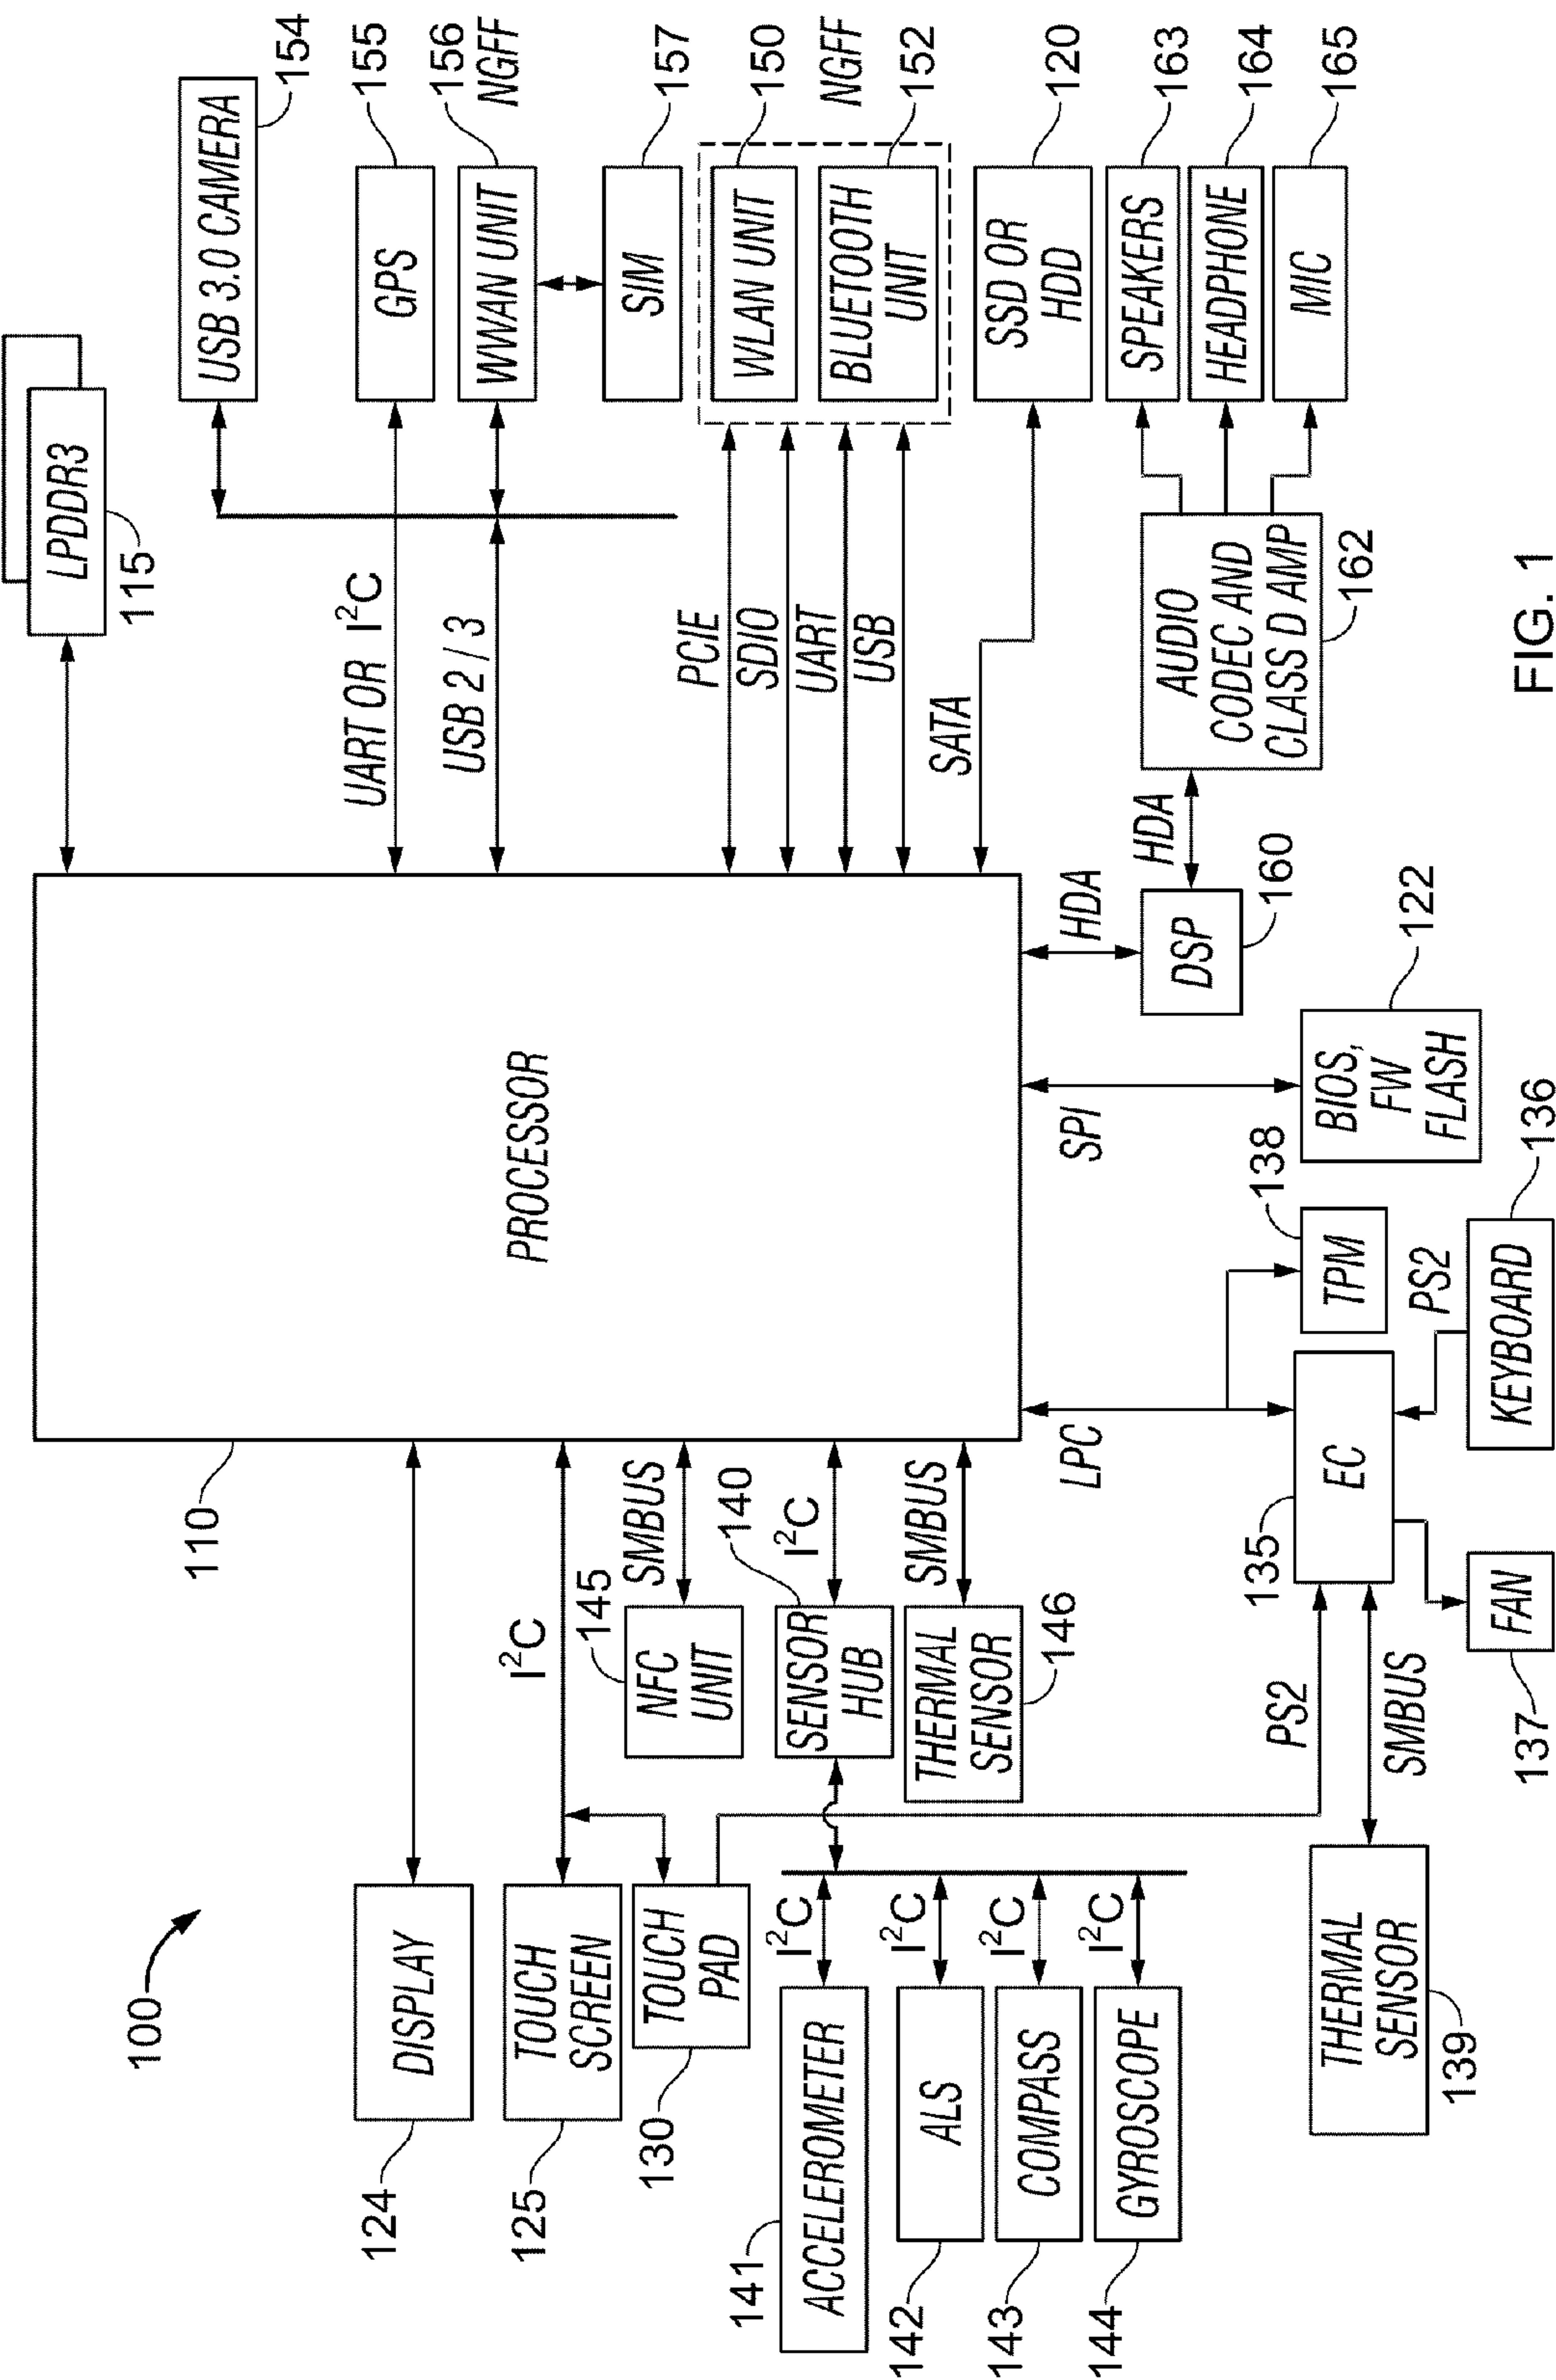 100
LPDDR3
115
USB 3.0 CAMERA
154
110
PROCESSOR
124
DISPLAY
UART OR I²C
GPS
155
125
TOUCH
SCREEN
I²C
USB 2 / 3
WWAN UNIT
156
NGFF
SIM
157
130
TOUCH
PAD
145
NFC
UNIT
SMBUS
PCIE
SDIO
UART
USB
WLAN UNIT
150
BLUETOOTH
UNIT
152
NGFF
141
ACCELEROMETER
I²C
140
SENSOR
HUB
I²C
142
ALS
I²C
THERMAL
SENSOR
146
SMBUS
SATA
SSD OR
HDD
120
143
COMPASS
I²C
144
GYROSCOPE
I²C
LPC
SPI
HDA
DSP
160
HDA
AUDIO
CODEC AND
CLASS D AMP
162
SPEAKERS
163
HEADPHONE
164
MIC
165
THERMAL
SENSOR
139
PS2
SMBUS
135
EC
138
TPM
BIOS,
FW
FLASH
122
137
FAN
PS2
KEYBOARD
136
FIG. 1